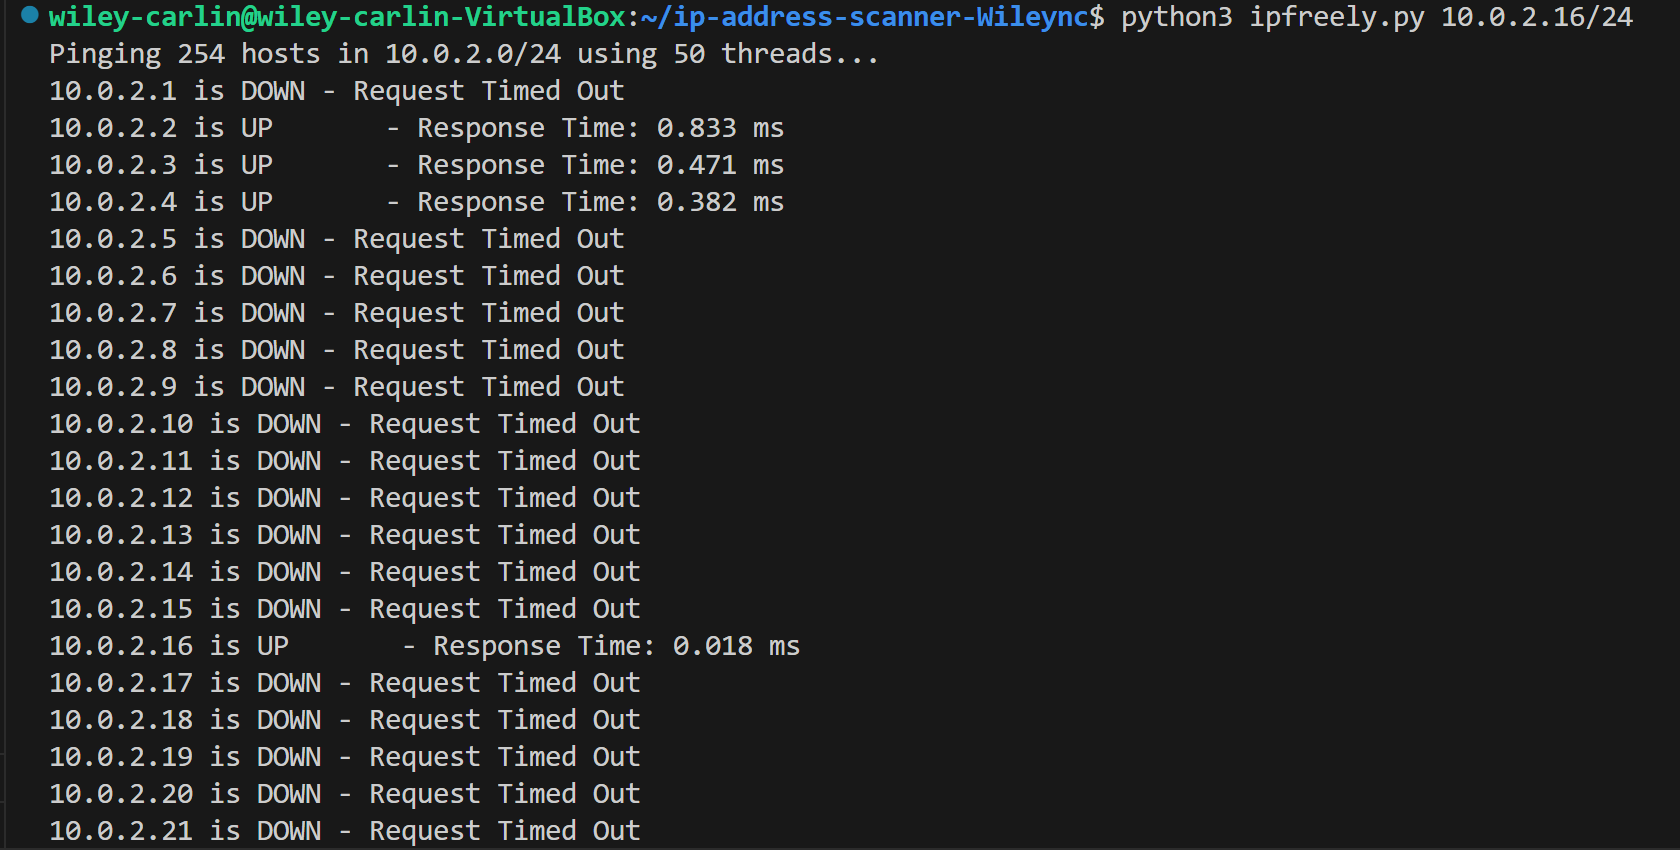 wiley-carlin@wiley-carlin-VirtualBox:~/ip-address-scanner-Wileync$ python3 ipfreely.py 10.0.2.16/24
Pinging 254 hosts in 10.0.2.0/24 using 50 threads...
10.0.2.1 is DOWN - Request Timed Out
10.0.2.2 is UP       - Response Time: 0.833 ms
10.0.2.3 is UP       - Response Time: 0.471 ms
10.0.2.4 is UP       - Response Time: 0.382 ms
10.0.2.5 is DOWN - Request Timed Out
10.0.2.6 is DOWN - Request Timed Out
10.0.2.7 is DOWN - Request Timed Out
10.0.2.8 is DOWN - Request Timed Out
10.0.2.9 is DOWN - Request Timed Out
10.0.2.10 is DOWN - Request Timed Out
10.0.2.11 is DOWN - Request Timed Out
10.0.2.12 is DOWN - Request Timed Out
10.0.2.13 is DOWN - Request Timed Out
10.0.2.14 is DOWN - Request Timed Out
10.0.2.15 is DOWN - Request Timed Out
10.0.2.16 is UP       - Response Time: 0.018 ms
10.0.2.17 is DOWN - Request Timed Out
10.0.2.18 is DOWN - Request Timed Out
10.0.2.19 is DOWN - Request Timed Out
10.0.2.20 is DOWN - Request Timed Out
10.0.2.21 is DOWN - Request Timed Out